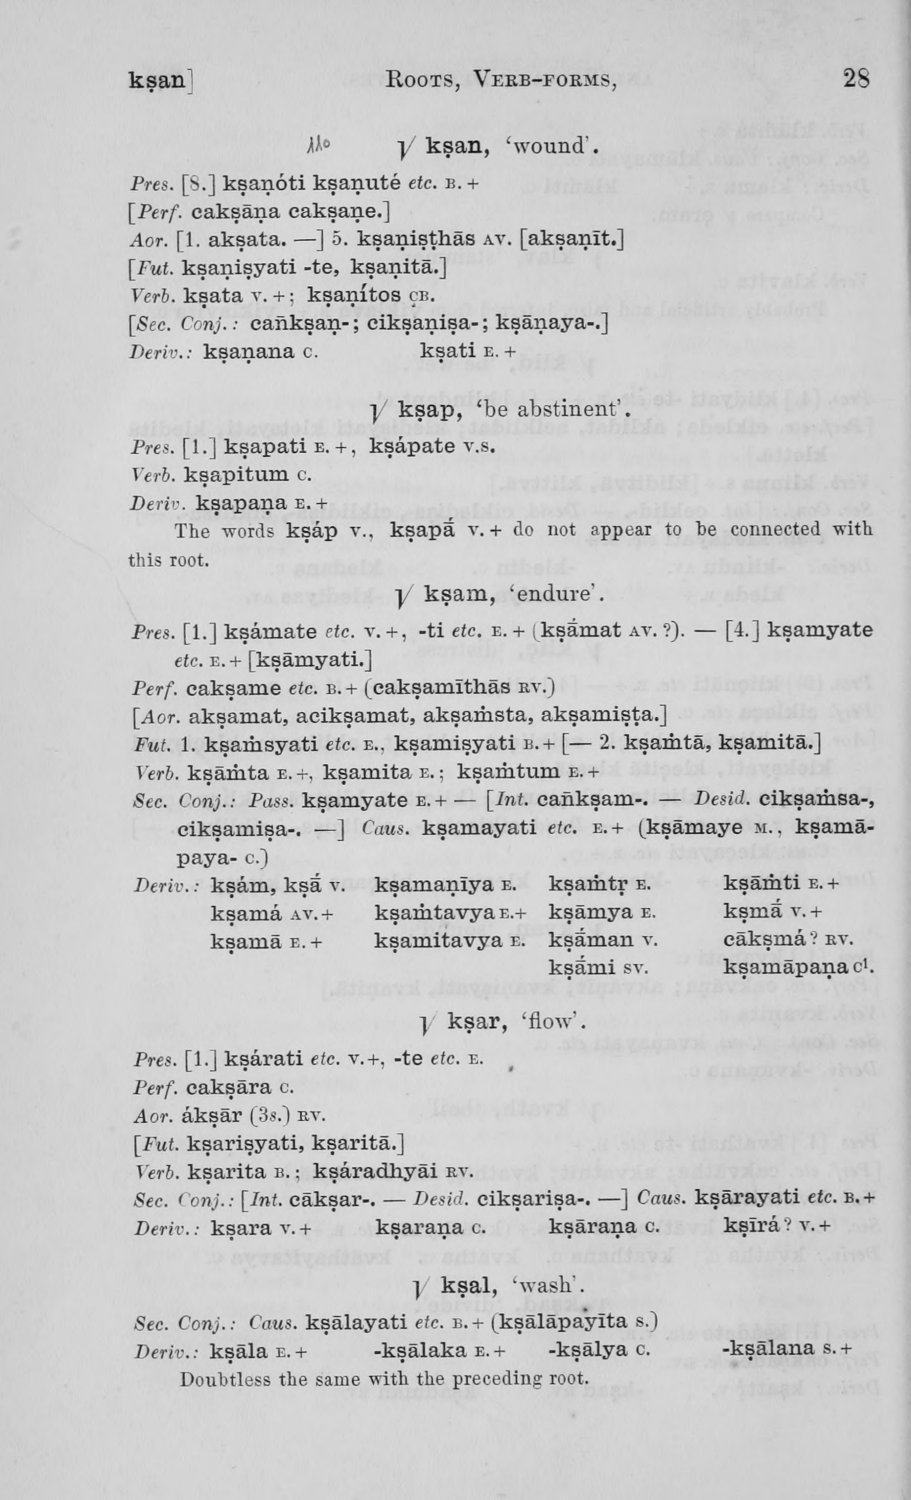 kṣan] ROOTS, VERB-FORMS, 28
√ kṣan, ‘wound’.
Pres. [8.] kṣaṇóti kṣaṇuté etc. B. +
[Perf. cakṣāṇa cakṣaṇe.]
Aor. [1. akṣata. —] 5. kṣaṇiṣṭhās AV. [akṣaṇīt.]
[Fut. kṣaṇiṣyati -te, kṣaṇitā.]
Verb. kṣata V. +; kṣaṇítos ÇB.
[Sec. Conj.: can̄kṣaṇ-; cikṣaṇiṣa-; kṣāṇaya-.]
Deriv.: kṣaṇana C. kṣati E. +
√ kṣap, ‘be abstinent’.
Pres. [1.] kṣapati E. +, kṣápate V.S.
Verb. kṣapitum C.
Deriv. kṣapaṇa E. +
The words kṣáp V., kṣapā́ V. + do not appear to be connected with
this root.
√ kṣam, ‘endure’.
Pres. [1.] kṣámate etc. V. +, -ti etc. E. + (kṣā́mat AV. ?). — [4.] kṣamyate
etc. E. + [kṣāmyati.]
Perf. cakṣame etc. B. + (cakṣamīthās RV.)
[Aor. akṣamat, acikṣamat, akṣaṁsta, akṣamiṣṭa.]
Fut. 1. kṣaṁsyati etc. E., kṣamiṣyati B. + [— 2. kṣaṁtā, kṣamitā.]
Verb. kṣāṁta E. +, kṣamita E.; kṣaṁtum E. +
Sec. Conj.: Pass. kṣamyate E. + — [Int. can̄kṣam-. — Desid. cikṣaṁsa-,
cikṣamiṣa-. —] Caus. kṣamayati etc. E. + (kṣāmaye M., kṣamā-
paya- C.)
Deriv.: kṣám, kṣā́ V. kṣamaṇīya E. kṣaṁtṛ E. kṣāṁti E. +
kṣamá AV. + kṣaṁtavya E. + kṣāmya E. kṣmā́ V. +
kṣamā E. + kṣamitavya E. kṣā́man V. cākṣmá? RV.
kṣā́mi SV. kṣamāpaṇa C¹.
√ kṣar, ‘flow’.
Pres. [1.] kṣárati etc. V. +, -te etc. E.
Perf. cakṣāra C.
Aor. ákṣār (3s.) RV.
[Fut. kṣariṣyati, kṣaritā.]
Verb. kṣarita B.; kṣáradhyāi RV.
Sec. Conj.: [Int. cākṣar-. — Desid. cikṣariṣa-. —] Caus. kṣārayati etc. B. +
Deriv.: kṣara V. + kṣaraṇa C. kṣāraṇa C. kṣīrá? V. +
√ kṣal, ‘wash’.
Sec. Conj.: Caus. kṣālayati etc. B. + (kṣālāpayīta S.)
Deriv.: kṣāla E. + -kṣālaka E. + -kṣālya C. -kṣālana S. +
Doubtless the same with the preceding root.